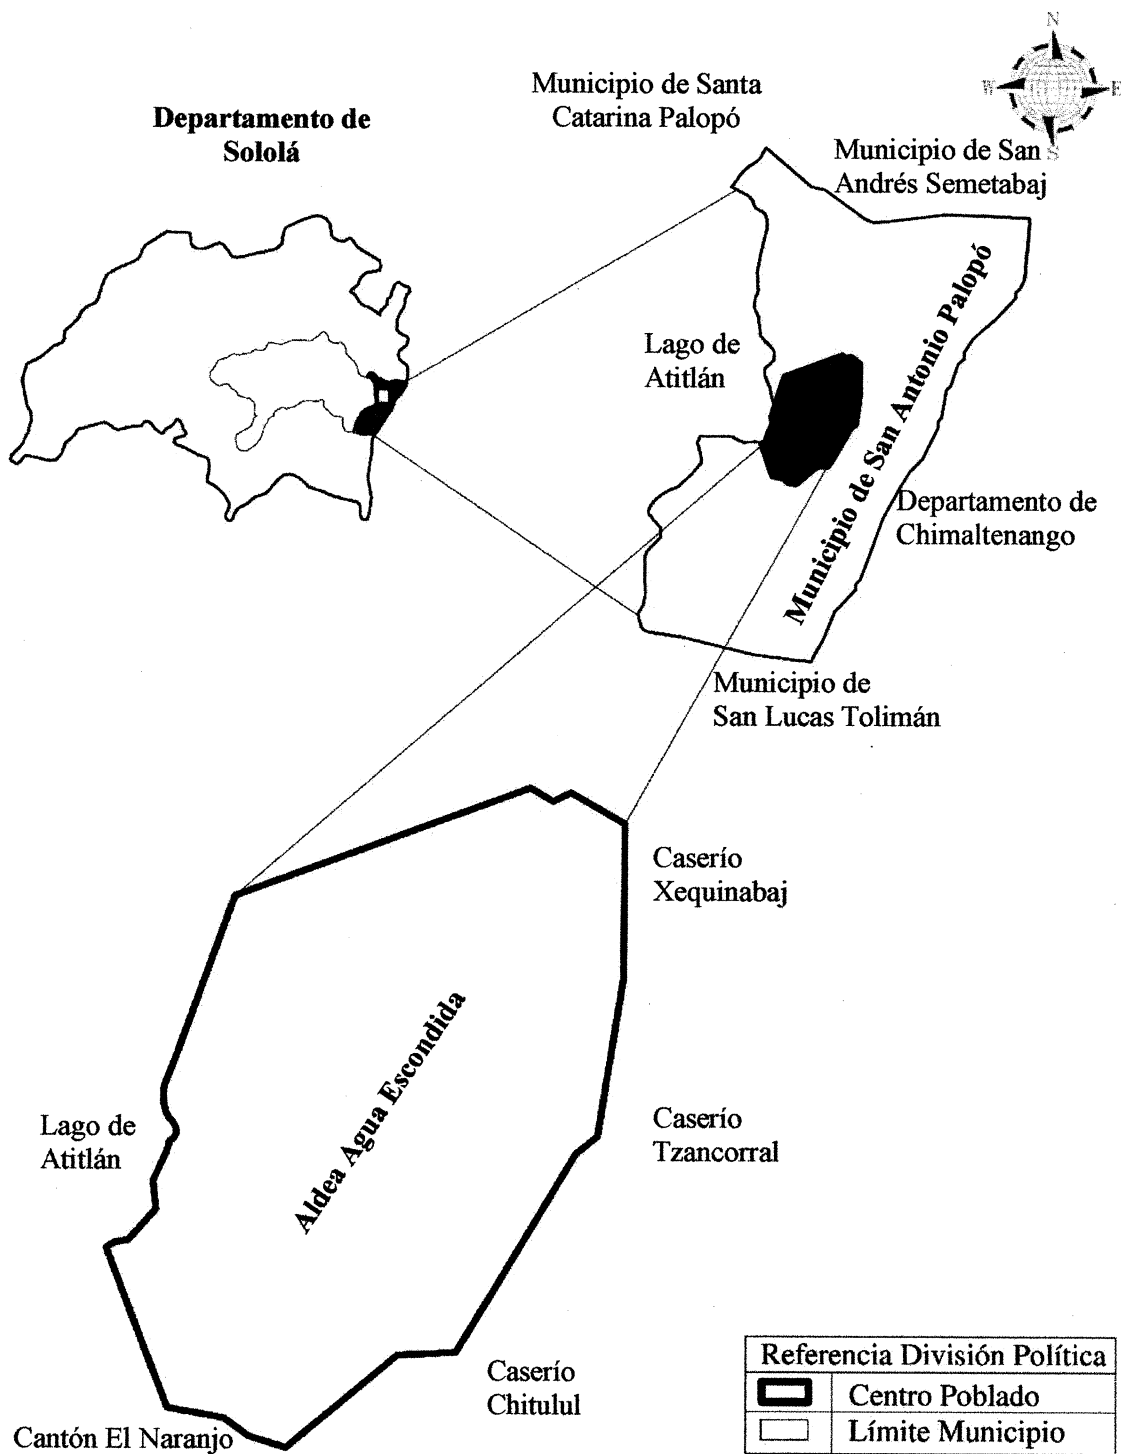 N
W
E
S
Municipio de Santa
Catarina Palopó
Departamento de
Sololá
Municipio de San
Andrés Semetabaj
Municipio de San Antonio Palopó
Lago de
Atitlán
Departamento de
Chimaltenango
Municipio de
San Lucas Tolimán
Caserío
Xequinabaj
Aldea Agua Escondida
Lago de
Atitlán
Caserío
Tzancorral
Caserío
Chitulul
Cantón El Naranjo
Referencia División Política
Centro Poblado
Límite Municipio